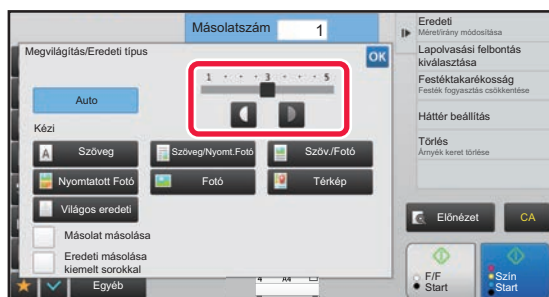 Másolatszám 1
Megvilágítás/Eredeti típus
OK
1 · · · 3 · · · 5
Auto
Kézi
A Szöveg
Szöveg/Nyomt.Fotó
Szöv./Fotó
Nyomtatott Fotó
Fotó
Térkép
Világos eredeti
Másolat másolása
Eredeti másolása
kiemelt sorokkal
Egyéb
A4
Eredeti
Méret/irány módosítása
Lapolvasási felbontás
kiválasztása
Festéktakarékosság
Festék fogyasztás csökkentése
Háttér beállítás
Törlés
Árnyék keret törlése
Előnézet
CA
F/F
Start
Szín
Start